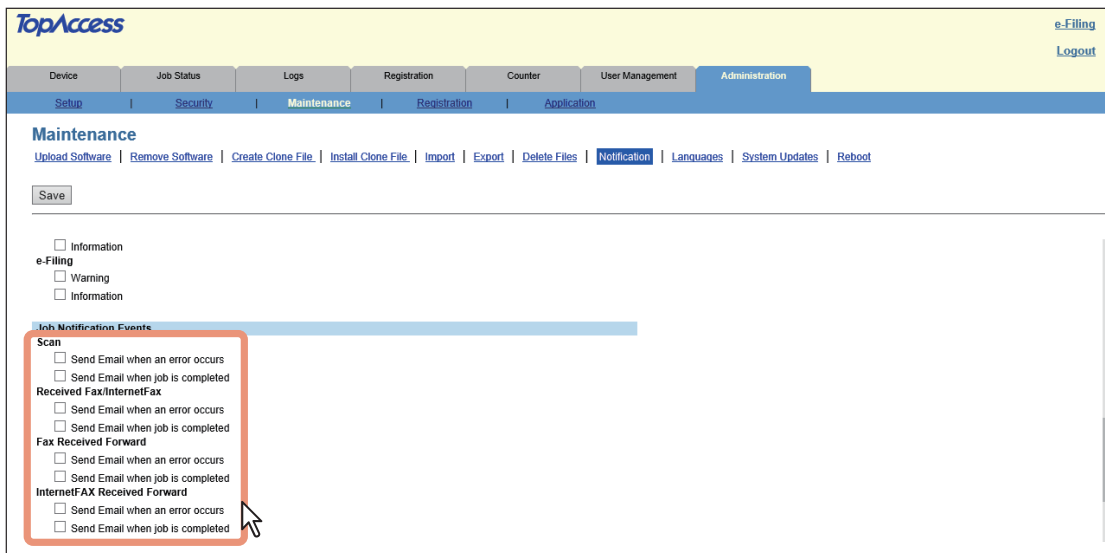 TopAccess
e-Filing
Logout
Device Job Status Logs Registration Counter User Management Administration
Setup | Security | Maintenance | Registration | Application
Maintenance
Upload Software | Remove Software | Create Clone File | Install Clone File | Import | Export | Delete Files | Notification | Languages | System Updates | Reboot
Save
Information
e-Filing
Warning
Information
Job Notification Events
Scan
Send Email when an error occurs
Send Email when job is completed
Received Fax/InternetFax
Send Email when an error occurs
Send Email when job is completed
Fax Received Forward
Send Email when an error occurs
Send Email when job is completed
InternetFAX Received Forward
Send Email when an error occurs
Send Email when job is completed